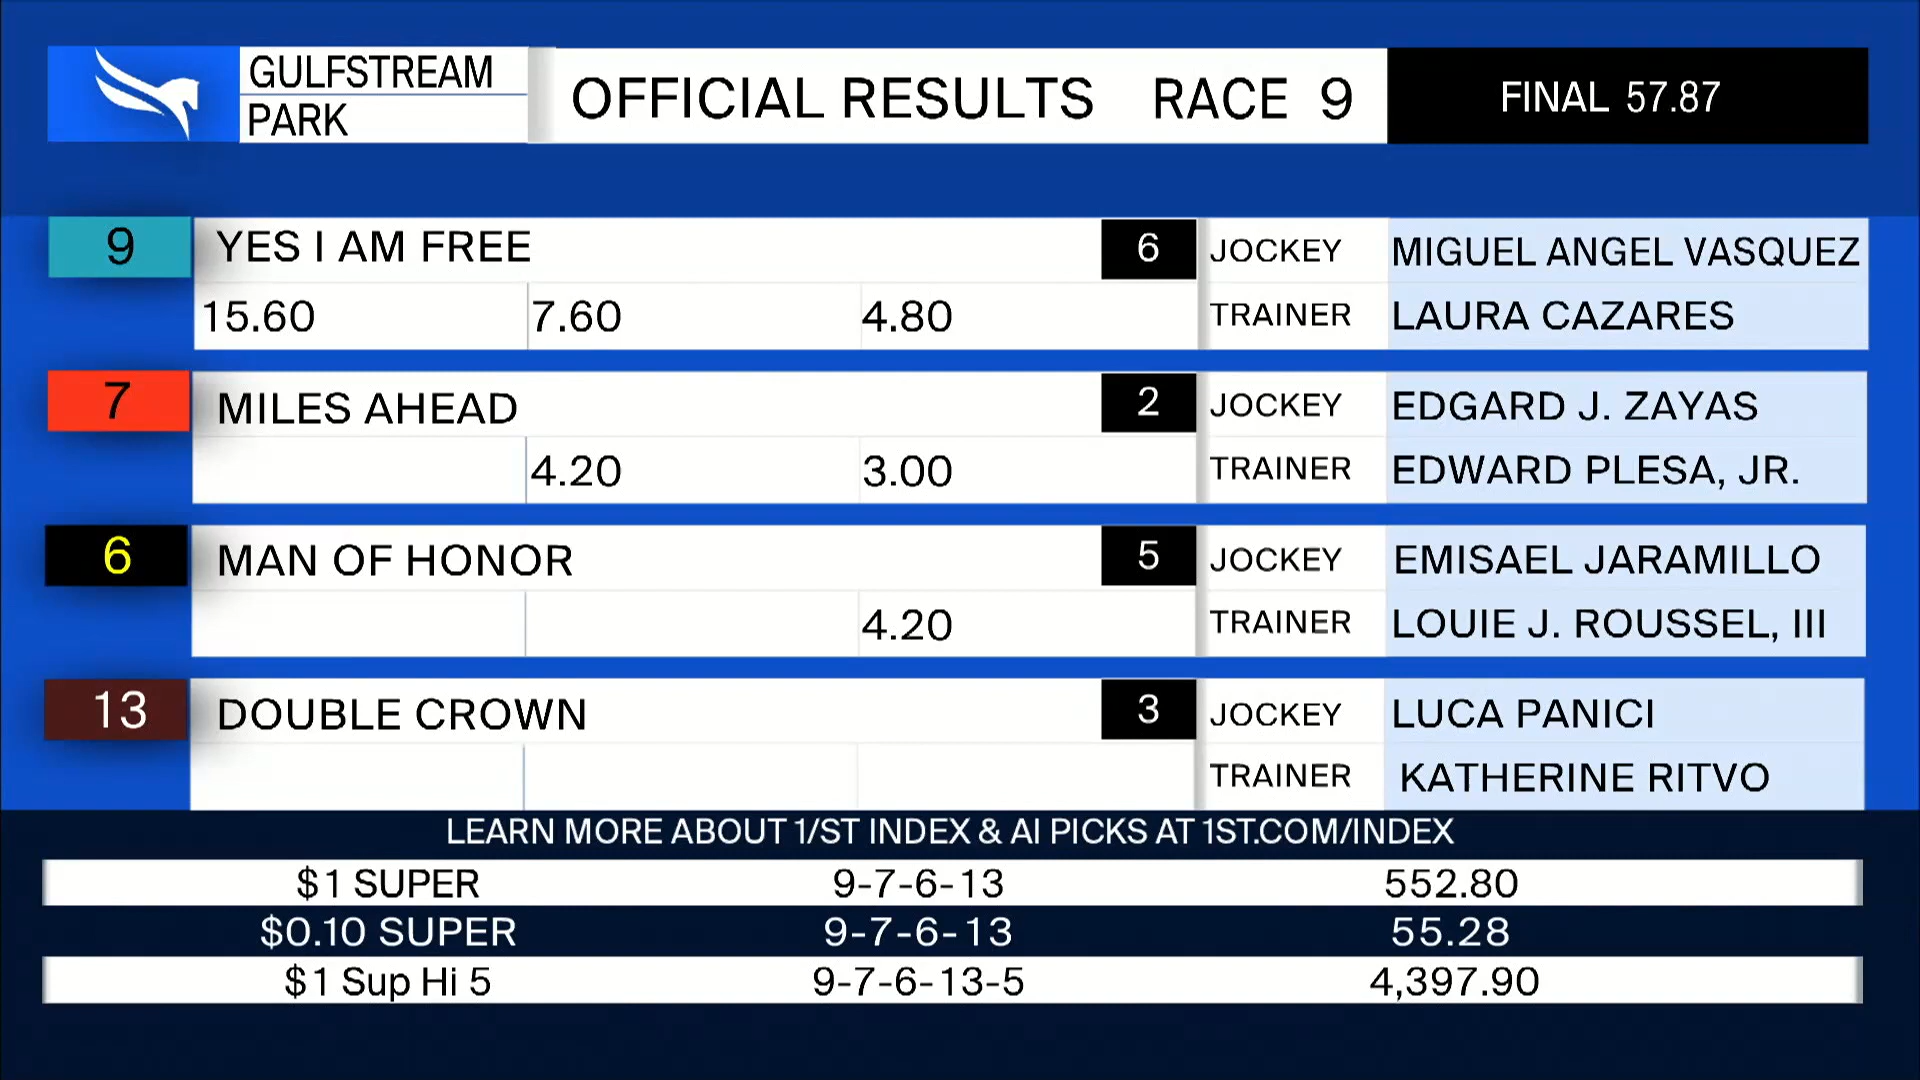 GULFSTREAM
PARK
OFFICIAL RESULTS RACE 9
FINAL 57.87
9 YES I AM FREE 6 JOCKEY MIGUEL ANGEL VASQUEZ
15.60 7.60 4.80 TRAINER LAURA CAZARES
7 MILES AHEAD 2 JOCKEY EDGARD J. ZAYAS
4.20 3.00 TRAINER EDWARD PLESA, JR.
6 MAN OF HONOR 5 JOCKEY EMISAEL JARAMILLO
4.20 TRAINER LOUIE J. ROUSSEL, III
13 DOUBLE CROWN 3 JOCKEY LUCA PANICI
TRAINER KATHERINE RITVO
LEARN MORE ABOUT 1/ST INDEX & AI PICKS AT 1ST.COM/INDEX
$1 SUPER 9-7-6-13 552.80
$0.10 SUPER 9-7-6-13 55.28
$1 Sup Hi 5 9-7-6-13-5 4,397.90